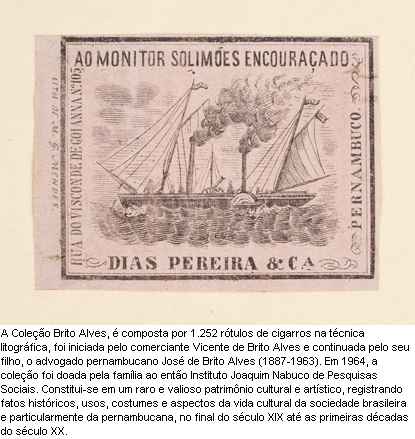 AO MONITOR SOLIMÕES ENCOURAÇADO
RUA DO VISCONDE DE GOIANNA Nº 105
PERNAMBUCO.
DIAS PEREIRA & Cª
A Coleção Brito Alves, é composta por 1.252 rótulos de cigarros na técnica
litográfica, foi iniciada pelo comerciante Vicente de Brito Alves e continuada pelo seu
filho, o advogado pernambucano José de Brito Alves (1887-1963). Em 1964, a
coleção foi doada pela família ao então Instituto Joaquim Nabuco de Pesquisas
Sociais. Constitui-se em um raro e valioso patrimônio cultural e artístico, registrando
fatos históricos, usos, costumes e aspectos da vida cultural da sociedade brasileira
e particularmente da pernambucana, no final do século XIX até as primeiras décadas
do século XX.